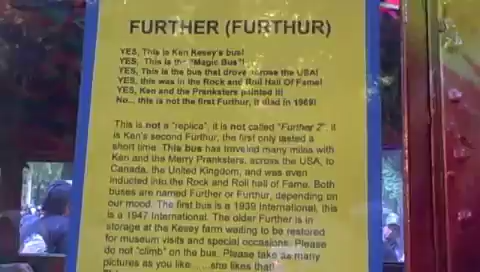 FURTHER (FURTHUR)
YES, This is Ken Kesey's bus!
YES, This is the "Magic Bus"!
YES, This is the bus that drove across the USA!
YES, this was in the Rock and Roll Hall Of Fame!
YES, Ken and the Pranksters painted it!
No... this is not the first Furthur, it died in 1969!
This is not a "replica", it is not called "Further 2". It
is Ken's second Furthur, the first only lasted a
short time. This bus has traveled many miles with
Ken and the Merry Pranksters, across the USA, to
Canada, the United Kingdom, and was even
inducted into the Rock and Roll hall of Fame. Both
buses are named Further or Furthur, depending on
our mood. The first bus is a 1939 International, this
is a 1947 International. The older Further is in
storage at the Kesey farm waiting to be restored
for museum visits and special occasions. Please
do not "climb" on the bus. Please take as many
pictures as you like......she likes that!